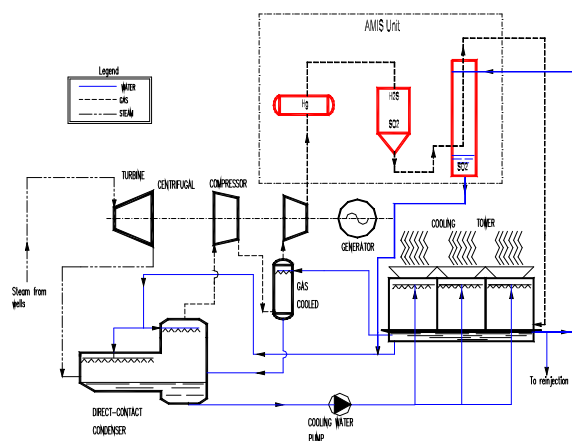 AMIS Unit
Legend
WATER
GAS
STEAM
Hg
H2S
SO2
SO2
TURBINE
CENTRIFUGAL
COMPRESSOR
GENERATOR
COOLING
TOWER
Steam from
wells
GAS
COOLED
To reinjection
DIRECT-CONTACT
CONDENSER
COOLING WATER
PUMP